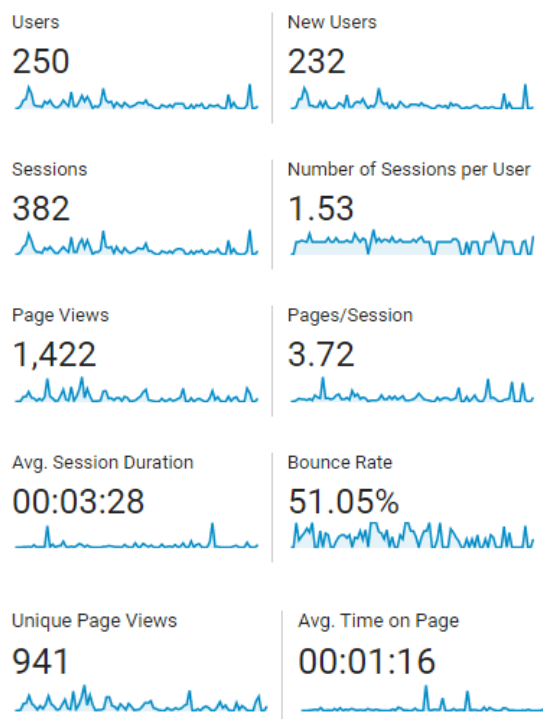 Users
250
New Users
232
Sessions
382
Number of Sessions per User
1.53
Page Views
1,422
Pages/Session
3.72
Avg. Session Duration
00:03:28
Bounce Rate
51.05%
Unique Page Views
941
Avg. Time on Page
00:01:16